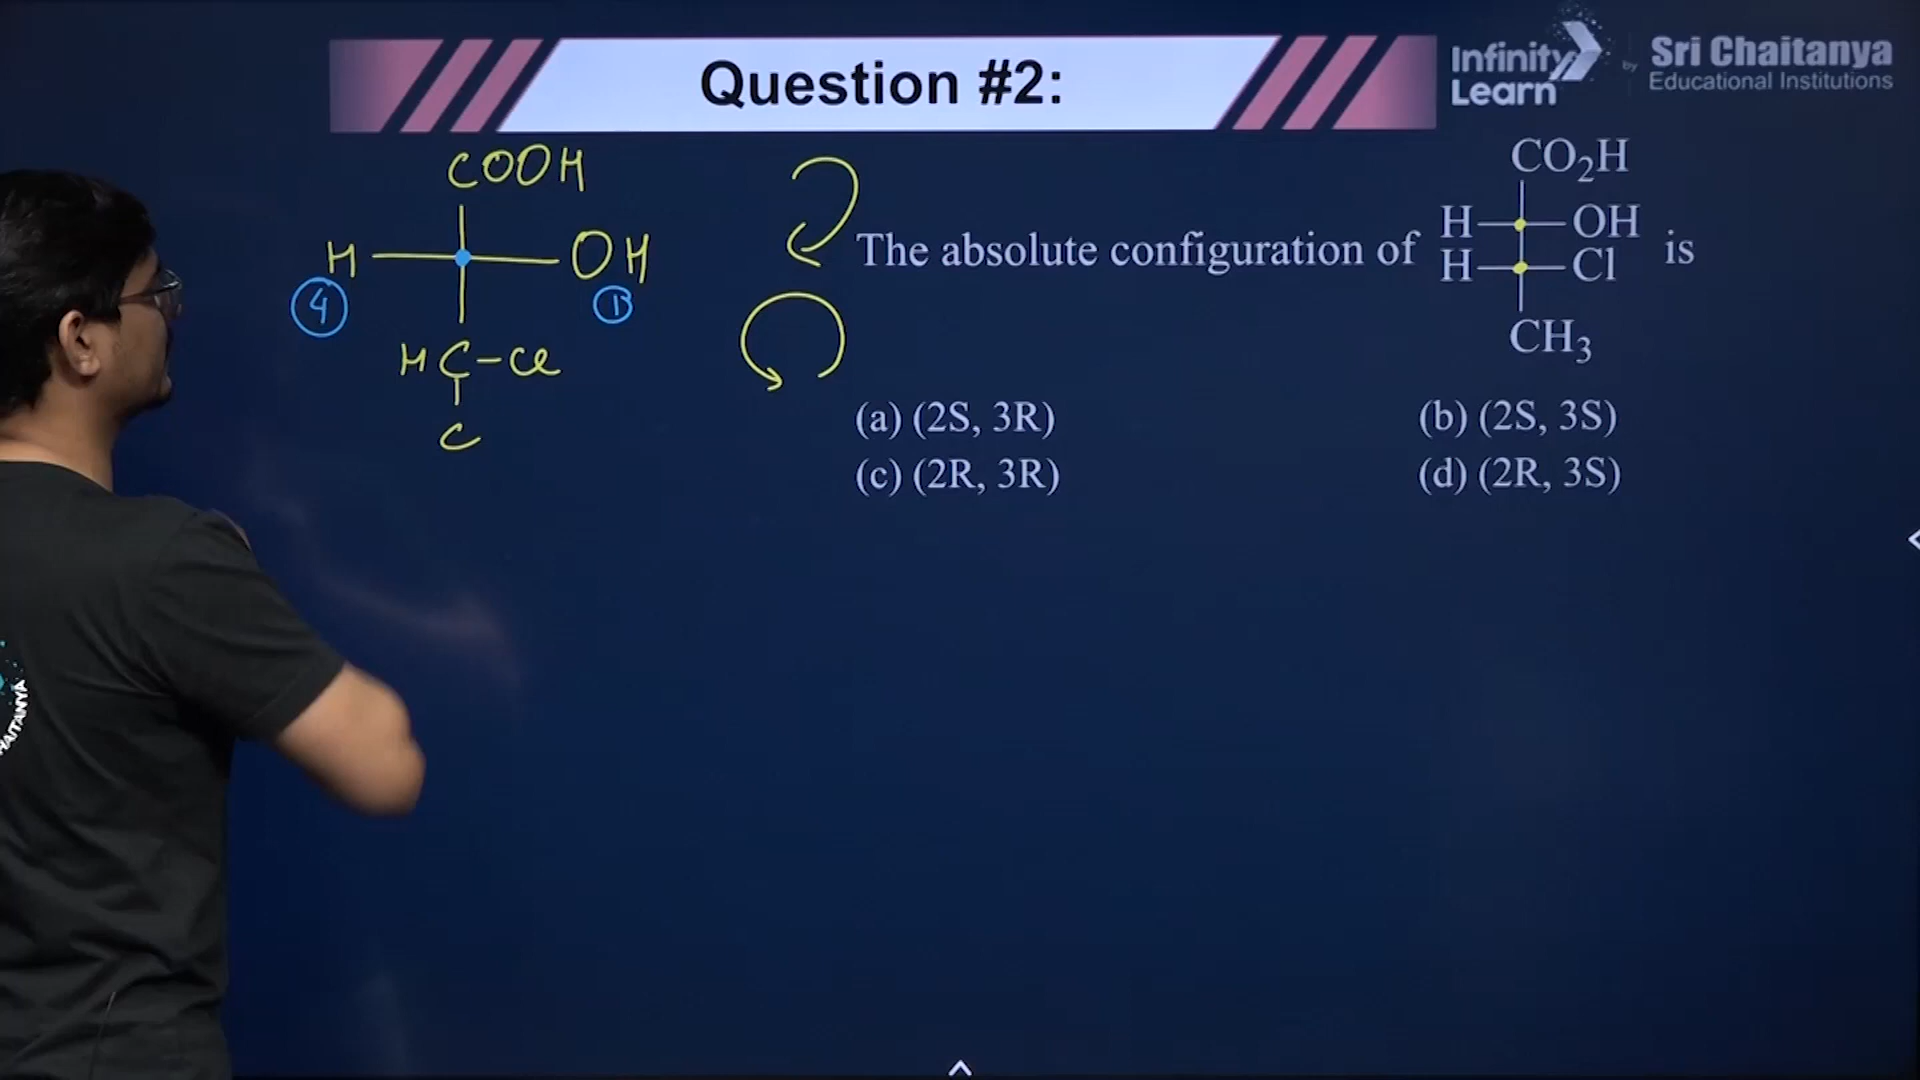 Question #2:
Infinity Learn
by
Sri Chaitanya
Educational Institutions
COOH
H OH
4 1
HC-Cl
C
The absolute configuration of
CO₂H
H OH
H Cl
CH₃
is
(a) (2S, 3R)
(b) (2S, 3S)
(c) (2R, 3R)
(d) (2R, 3S)